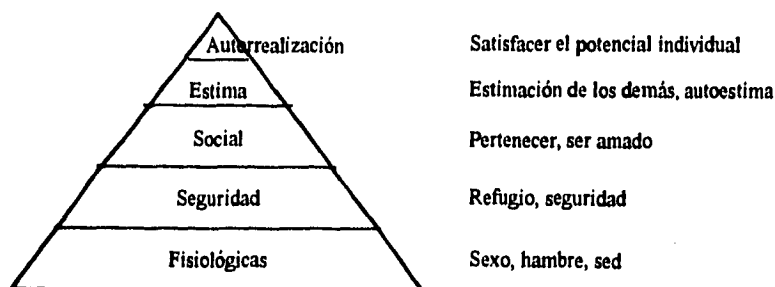 Autorrealización Satisfacer el potencial individual
Estima Estimación de los demás, autoestima
Social Pertenecer, ser amado
Seguridad Refugio, seguridad
Fisiológicas Sexo, hambre, sed